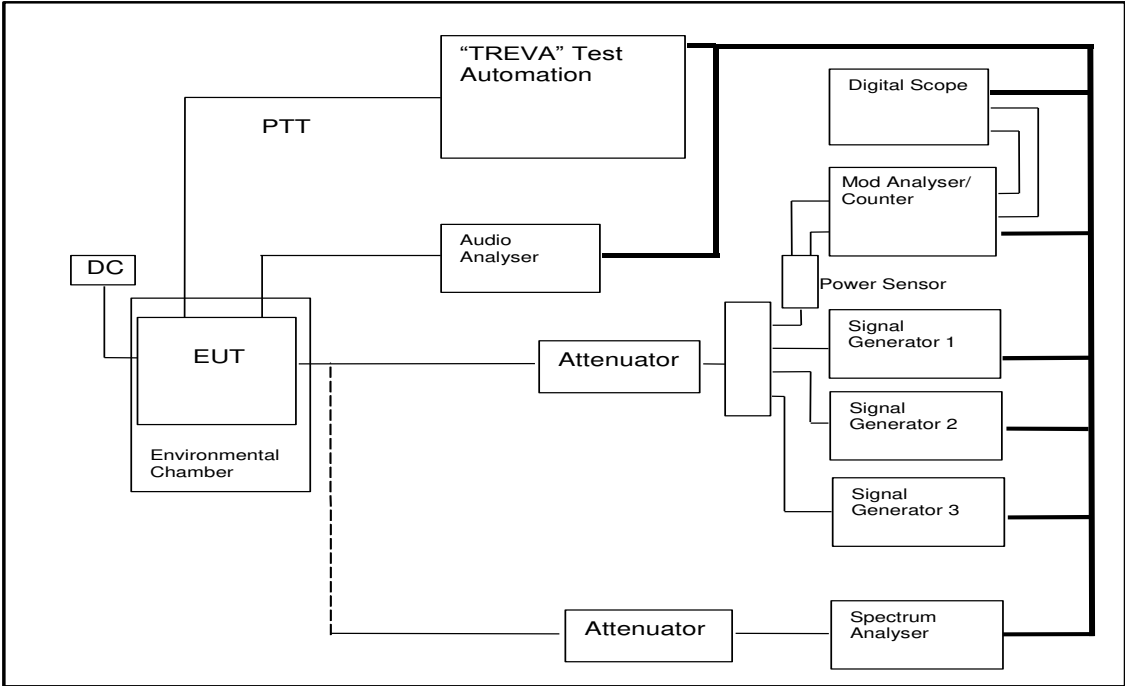 “TREVA” Test
Automation
Digital Scope
PTT
Mod Analyser/
Counter
Audio
Analyser
DC
Power Sensor
EUT
Attenuator
Signal
Generator 1
Signal
Generator 2
Environmental
Chamber
Signal
Generator 3
Attenuator
Spectrum
Analyser